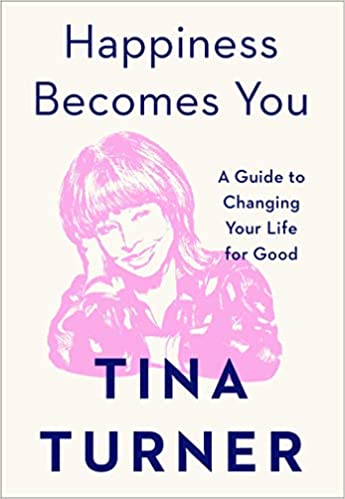 Happiness
Becomes You
A Guide to
Changing
Your Life
for Good
TINA
TURNER